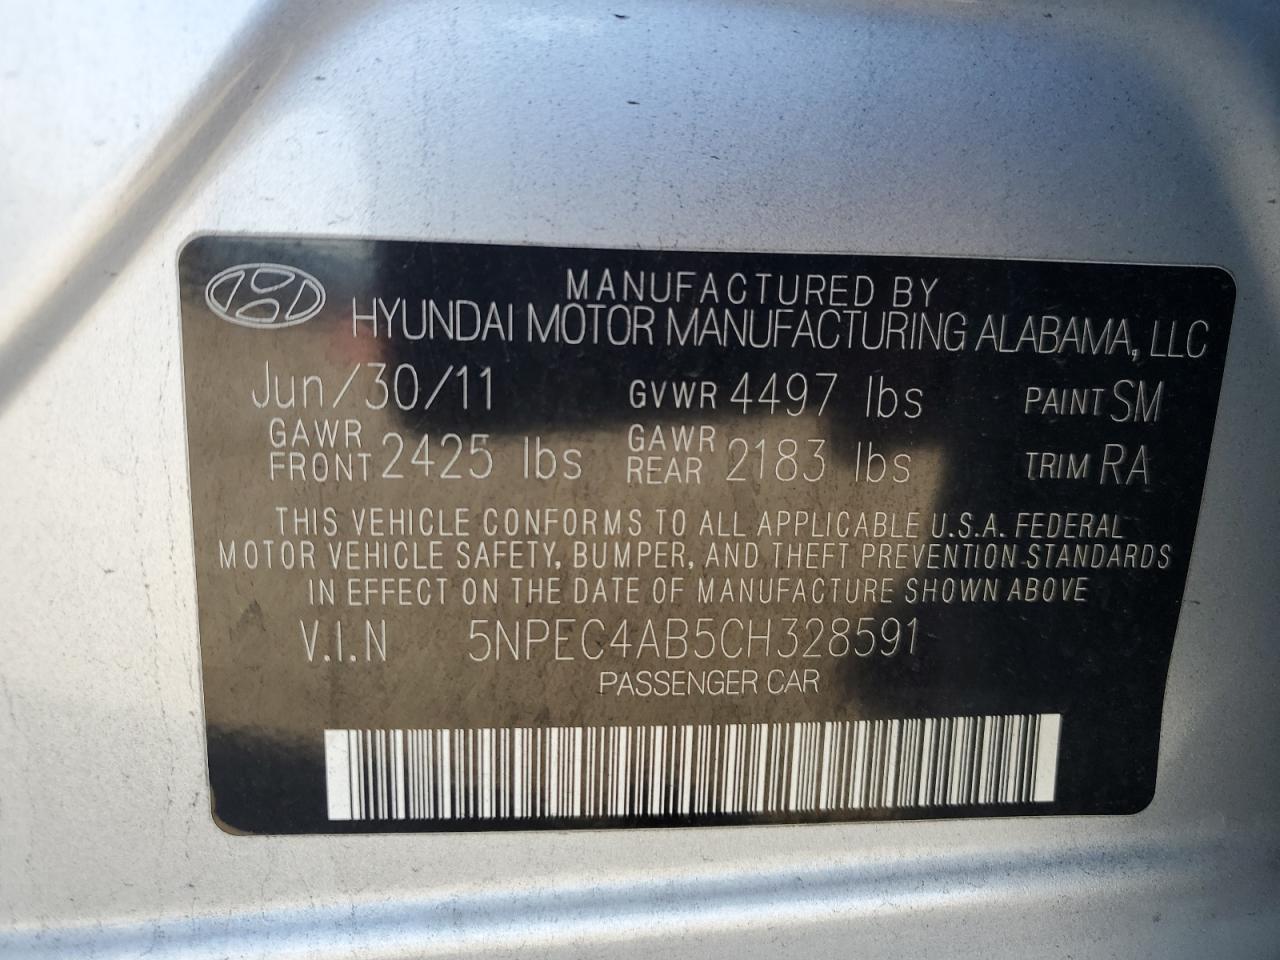 MANUFACTURED BY
HYUNDAI MOTOR MANUFACTURING ALABAMA, LLC
Jun/30/11 GVWR 4497 lbs PAINT SM
GAWR FRONT 2425 lbs GAWR REAR 2183 lbs TRIM RA
THIS VEHICLE CONFORMS TO ALL APPLICABLE U.S.A. FEDERAL
MOTOR VEHICLE SAFETY, BUMPER, AND THEFT PREVENTION STANDARDS
IN EFFECT ON THE DATE OF MANUFACTURE SHOWN ABOVE
V.I.N 5NPEC4AB5CH328591
PASSENGER CAR